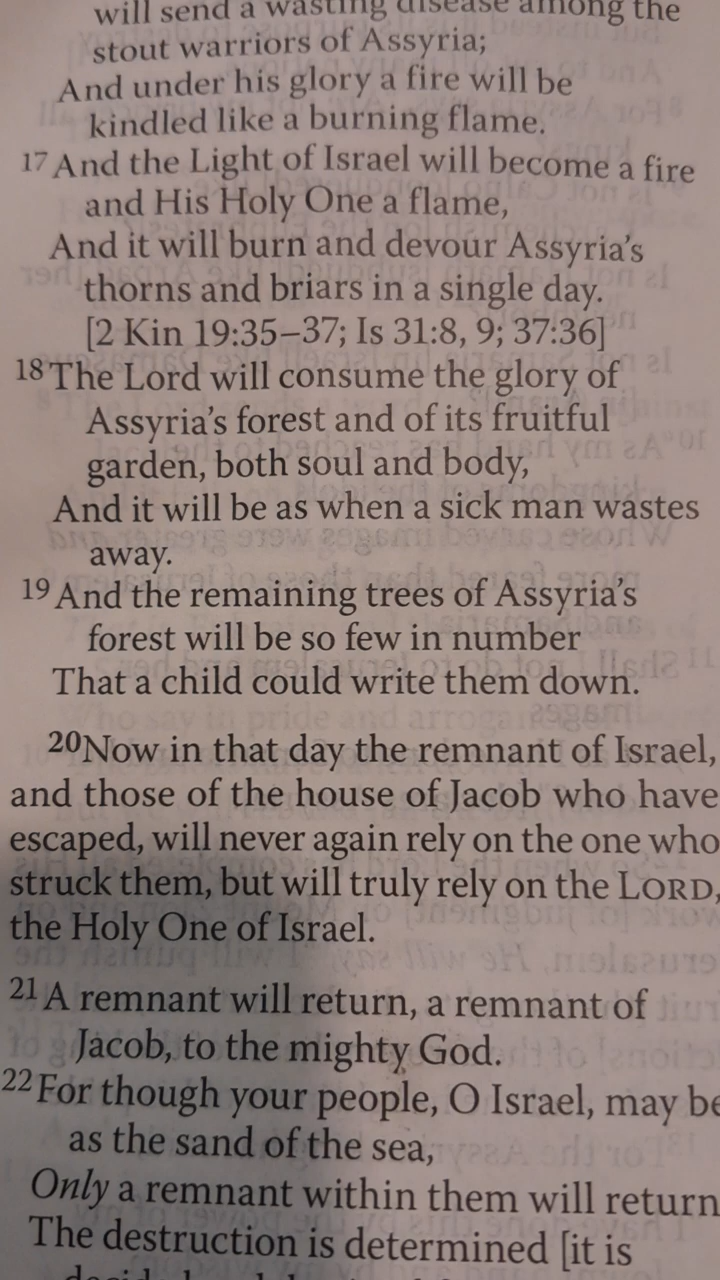 will send a wasting disease among the
stout warriors of Assyria;
And under his glory a fire will be
kindled like a burning flame.
17 And the Light of Israel will become a fire
and His Holy One a flame,
And it will burn and devour Assyria’s
thorns and briars in a single day.
[2 Kin 19:35–37; Is 31:8, 9; 37:36]
18 The Lord will consume the glory of
Assyria’s forest and of its fruitful
garden, both soul and body,
And it will be as when a sick man wastes
away.
19 And the remaining trees of Assyria’s
forest will be so few in number
That a child could write them down.
20Now in that day the remnant of Israel,
and those of the house of Jacob who have
escaped, will never again rely on the one who
struck them, but will truly rely on the LORD,
the Holy One of Israel.
21 A remnant will return, a remnant of
Jacob, to the mighty God.
22 For though your people, O Israel, may be
as the sand of the sea,
Only a remnant within them will return
The destruction is determined [it is